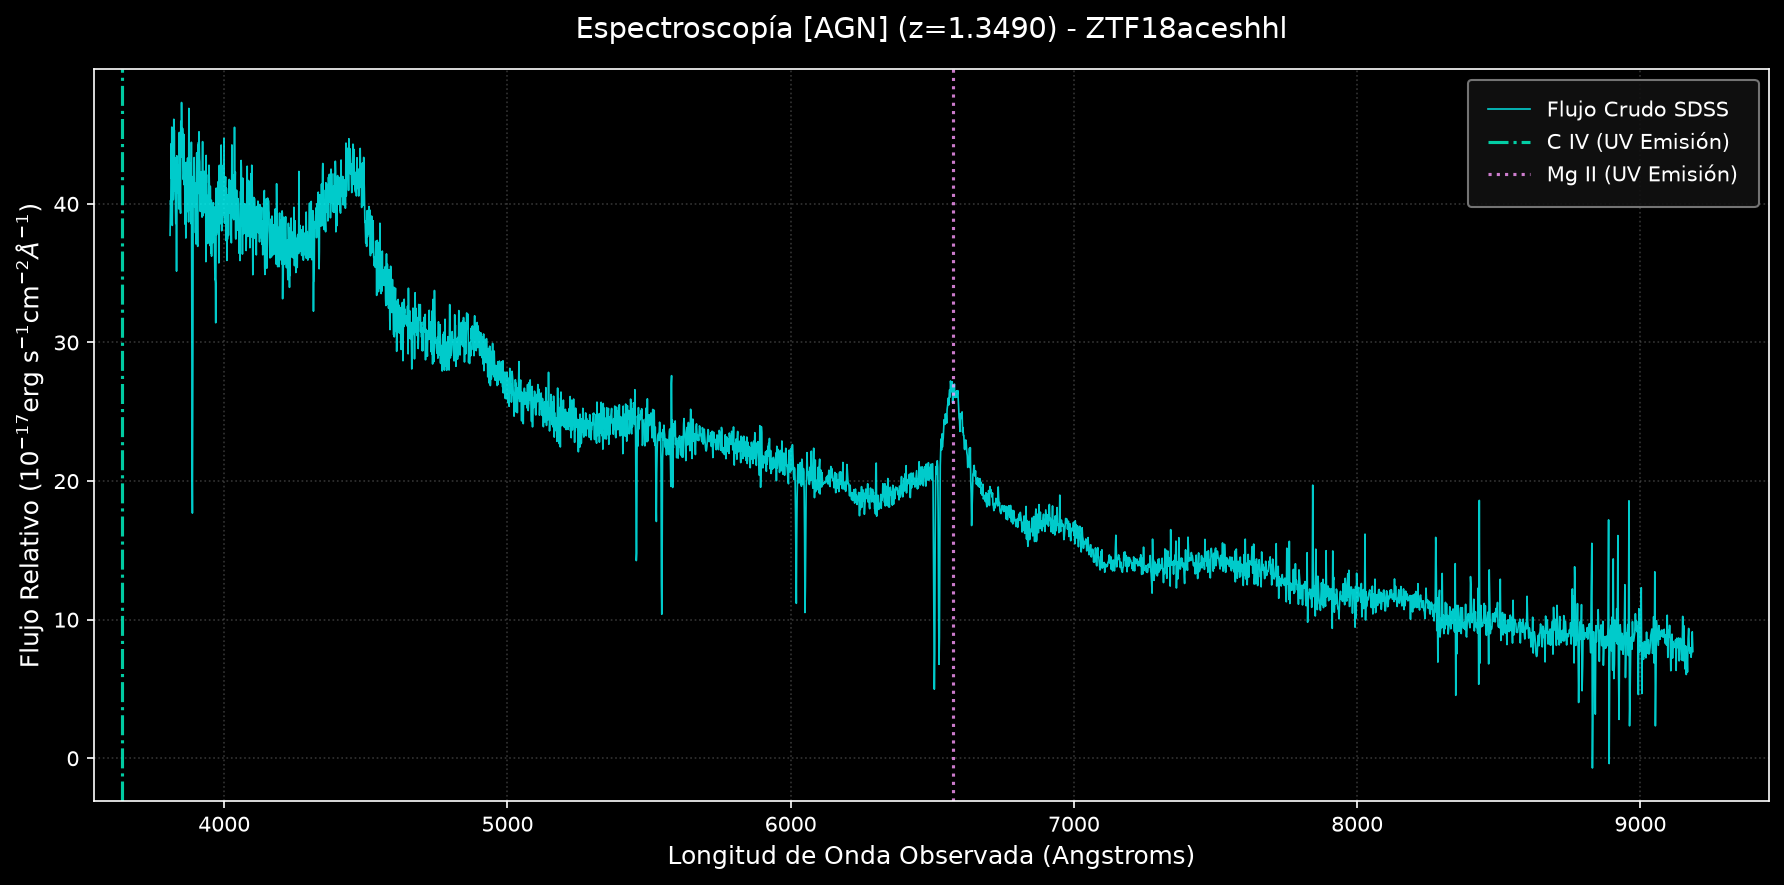 Espectroscopía [AGN] (z=1.3490) - ZTF18aceshhl
Flujo Crudo SDSS
C IV (UV Emisión)
Mg II (UV Emisión)
Flujo Relativo (10⁻¹⁷erg s⁻¹cm⁻²Å⁻¹)
40
30
20
10
0
4000 5000 6000 7000 8000 9000
Longitud de Onda Observada (Angstroms)